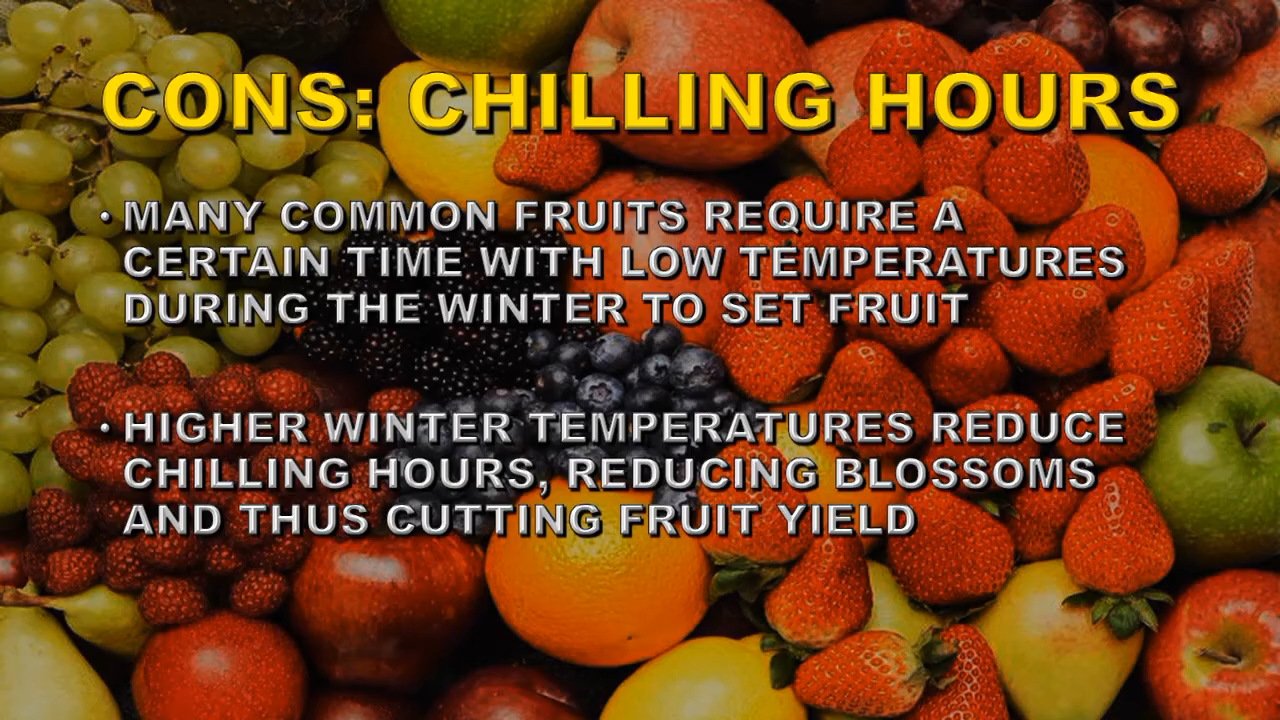 CONS: CHILLING HOURS
• MANY COMMON FRUITS REQUIRE A
CERTAIN TIME WITH LOW TEMPERATURES
DURING THE WINTER TO SET FRUIT
• HIGHER WINTER TEMPERATURES REDUCE
CHILLING HOURS, REDUCING BLOSSOMS
AND THUS CUTTING FRUIT YIELD